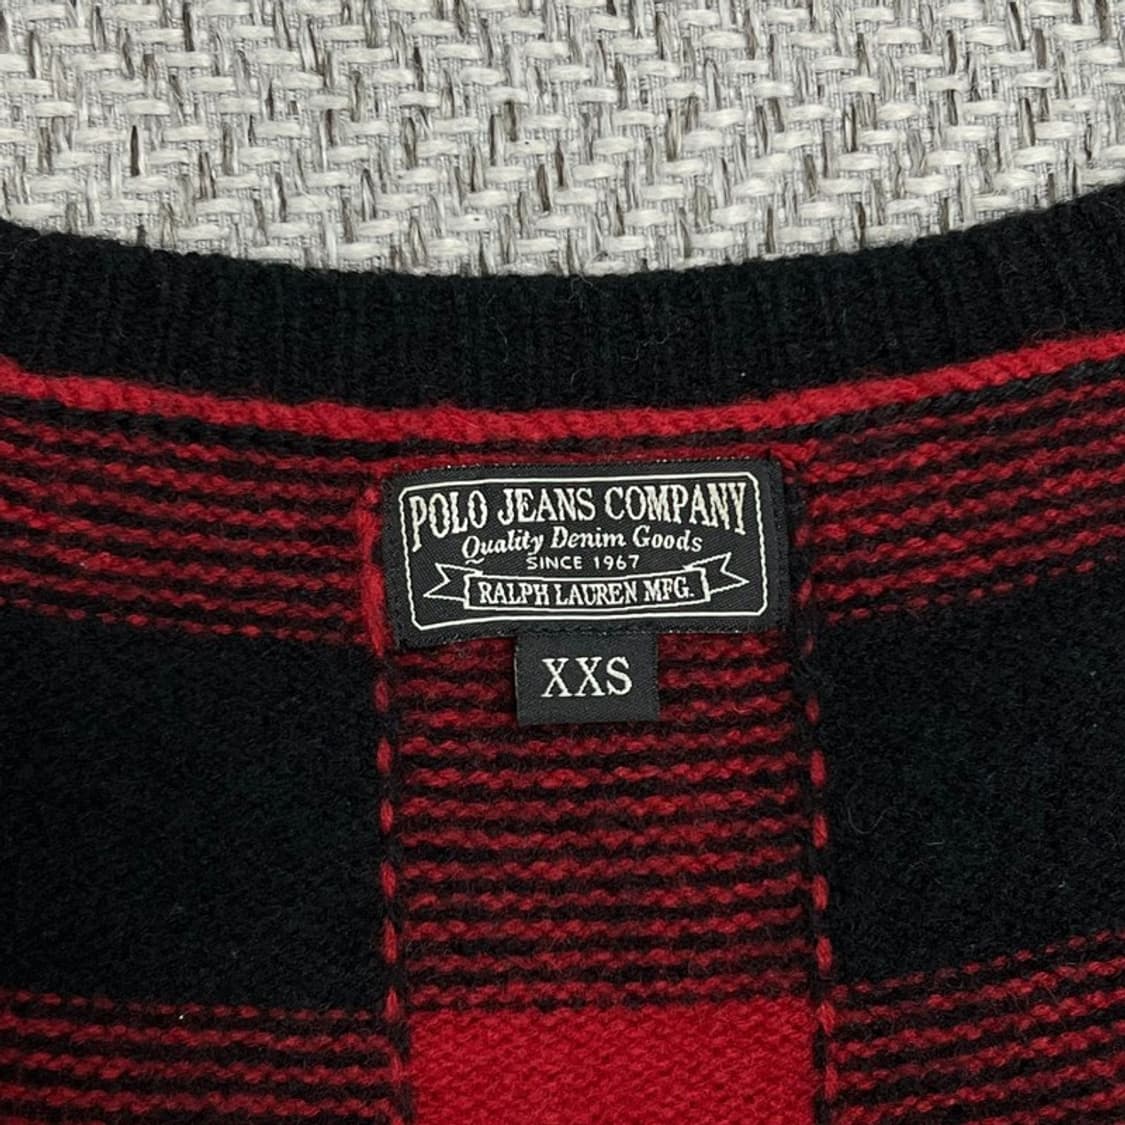 POLO JEANS COMPANY
Quality Denim Goods
SINCE 1967
RALPH LAUREN MFG.
XXS